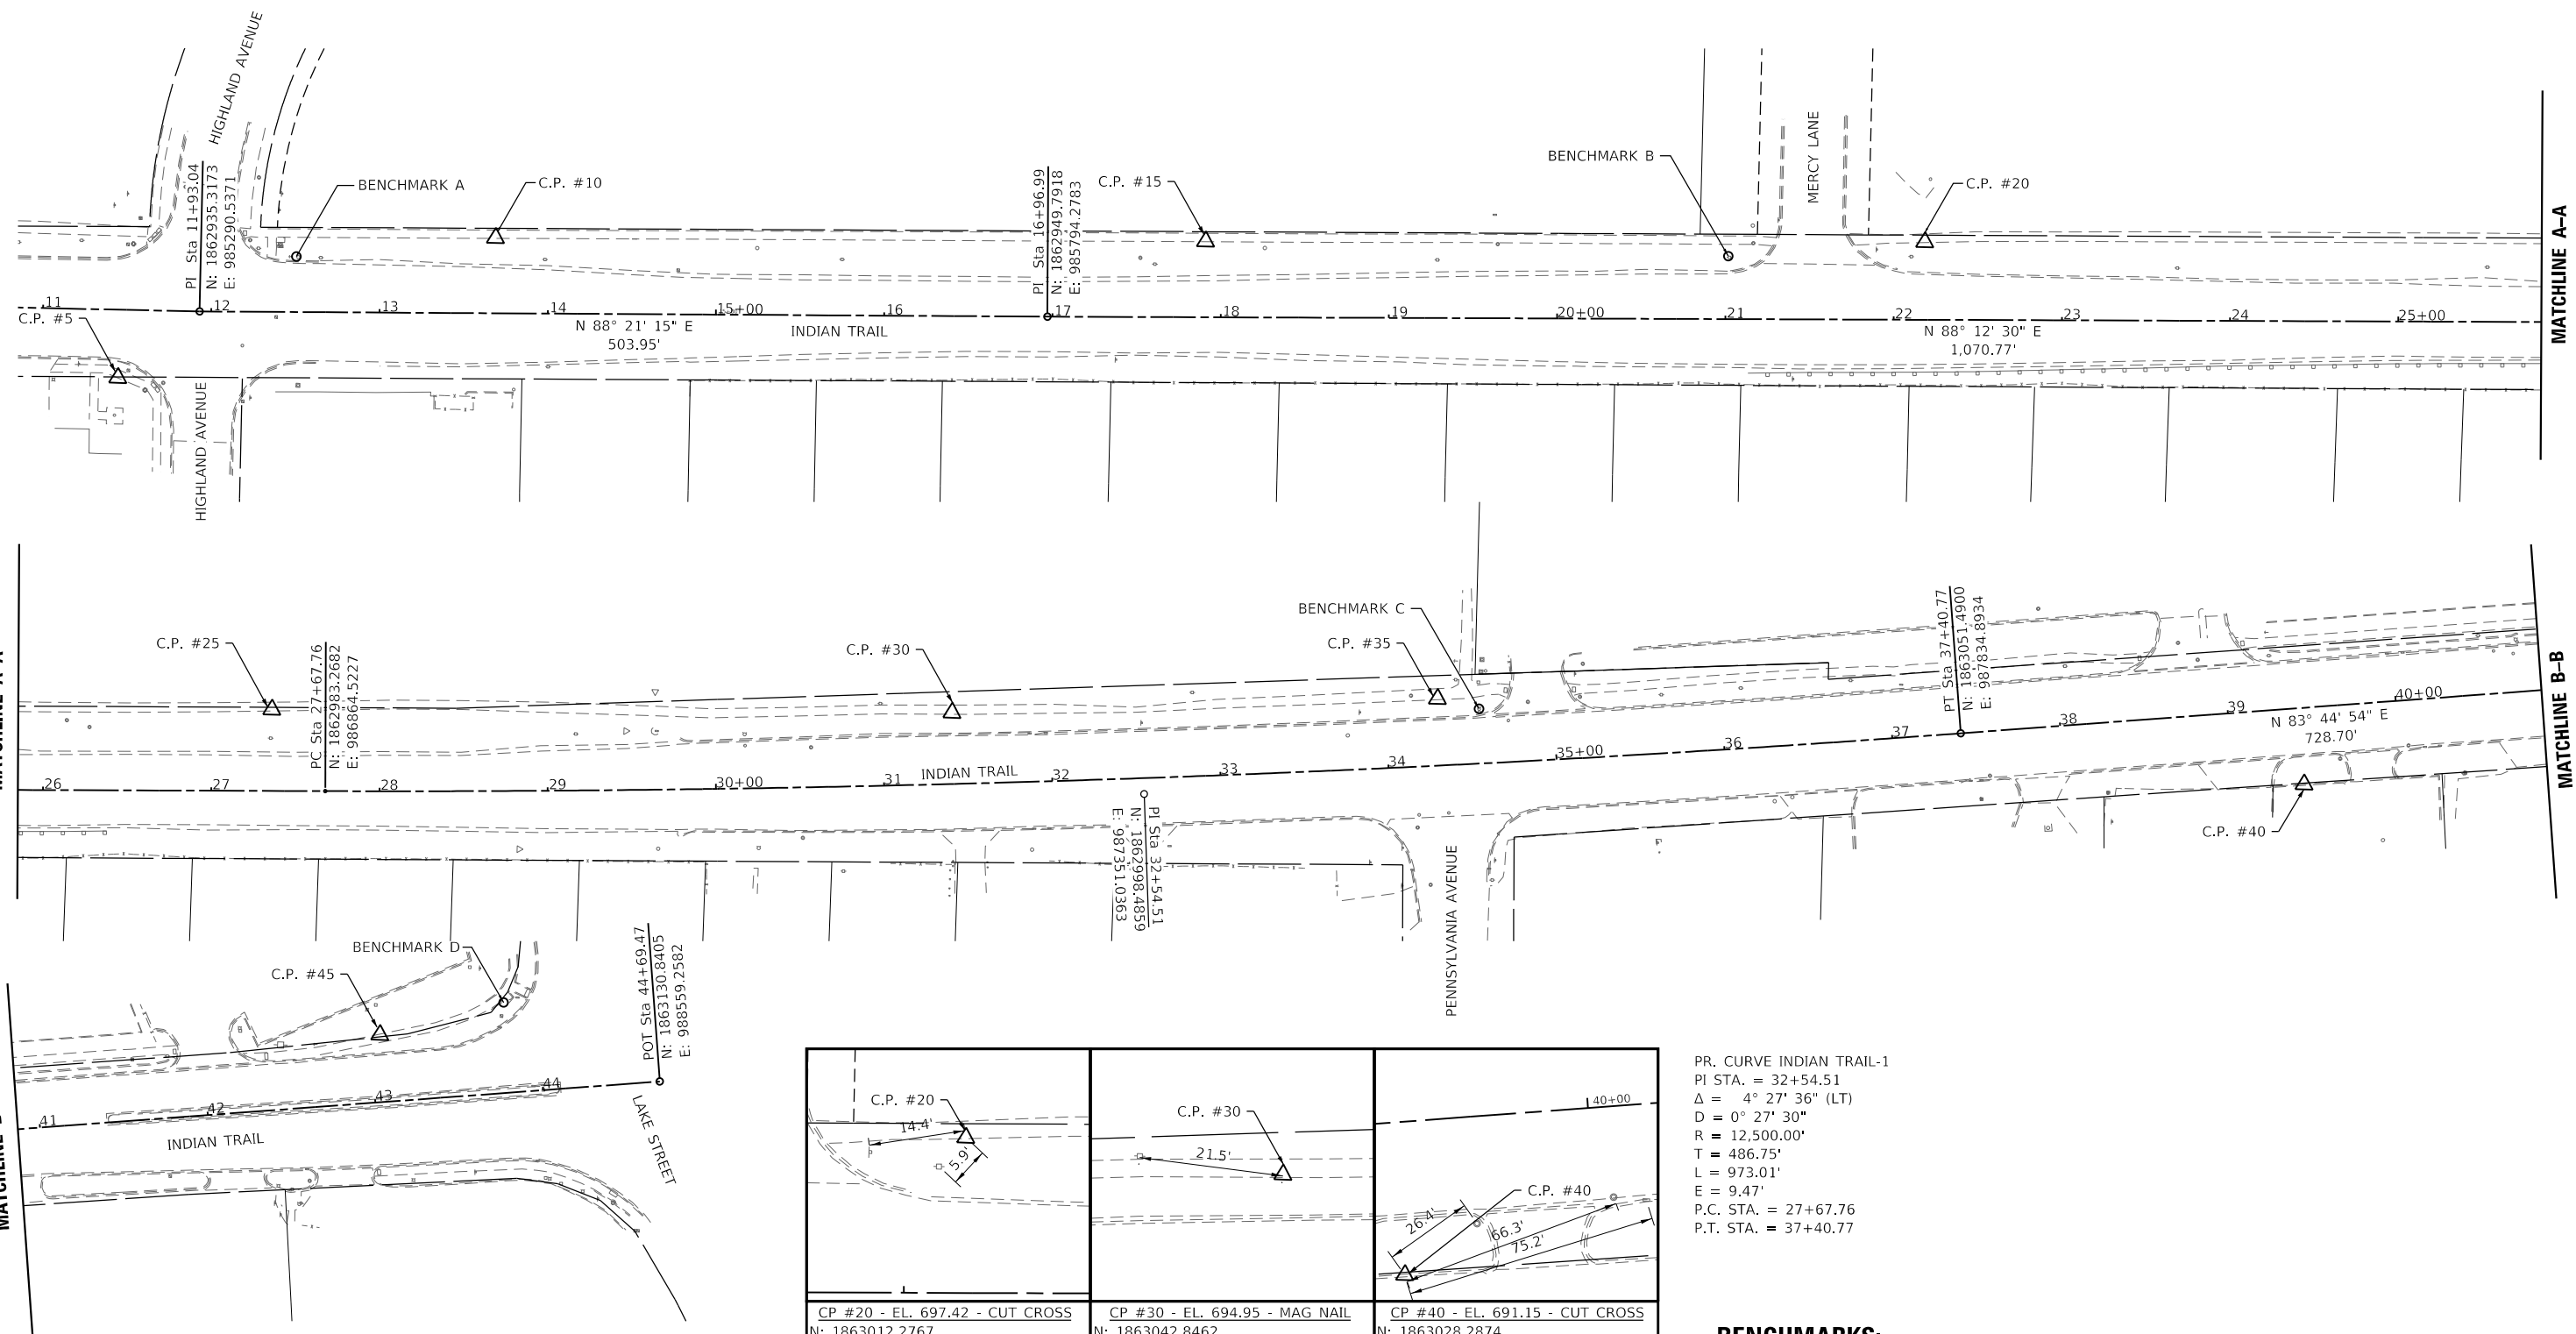 HIGHLAND AVENUE
PI Sta 11+93.04
N: 1862935.3173
E: 985290.5371
BENCHMARK A
C.P. #10
PI Sta 16+96.99
N: 1862949.7918
E: 985794.2783
C.P. #15
BENCHMARK B
MERCY LANE
C.P. #20
MATCHLINE A-A
11
12
13
14
15+00
16
17
18
19
20+00
21
22
23
24
25+00
C.P. #5
N 88° 21' 15" E
503.95'
INDIAN TRAIL
N 88° 12' 30" E
1,070.77'
HIGHLAND AVENUE
C.P. #25
PC Sta 27+67.76
N: 1862983.2682
E: 986864.5227
C.P. #30
BENCHMARK C
C.P. #35
PT Sta 37+40.77
N: 1863051.4900
E: 987834.8934
MATCHLINE B-B
26
27
28
29
30+00
31
INDIAN TRAIL
32
33
34
35+00
36
37
38
39
40+00
N 83° 44' 54" E
728.70'
PI Sta 32+54.51
N: 1862998.4859
E: 987351.0363
C.P. #40
PENNSYLVANIA AVENUE
BENCHMARK D
C.P. #45
POT Sta 44+69.47
N: 1863130.8405
E: 988559.2582
41
42
43
44
INDIAN TRAIL
LAKE STREET
C.P. #20
14.4'
5.9'
C.P. #30
21.5'
40+00
C.P. #40
26.4'
66.3'
75.2'
CP #20 - EL. 697.42 - CUT CROSS
N: 1863012.2767
CP #30 - EL. 694.95 - MAG NAIL
N: 1863042.8462
CP #40 - EL. 691.15 - CUT CROSS
N: 1863028.2874
PR. CURVE INDIAN TRAIL-1
PI STA. = 32+54.51
Δ = 4° 27' 36" (LT)
D = 0° 27' 30"
R = 12,500.00'
T = 486.75'
L = 973.01'
E = 9.47'
P.C. STA. = 27+67.76
P.T. STA. = 37+40.77
BENCHMARKS: